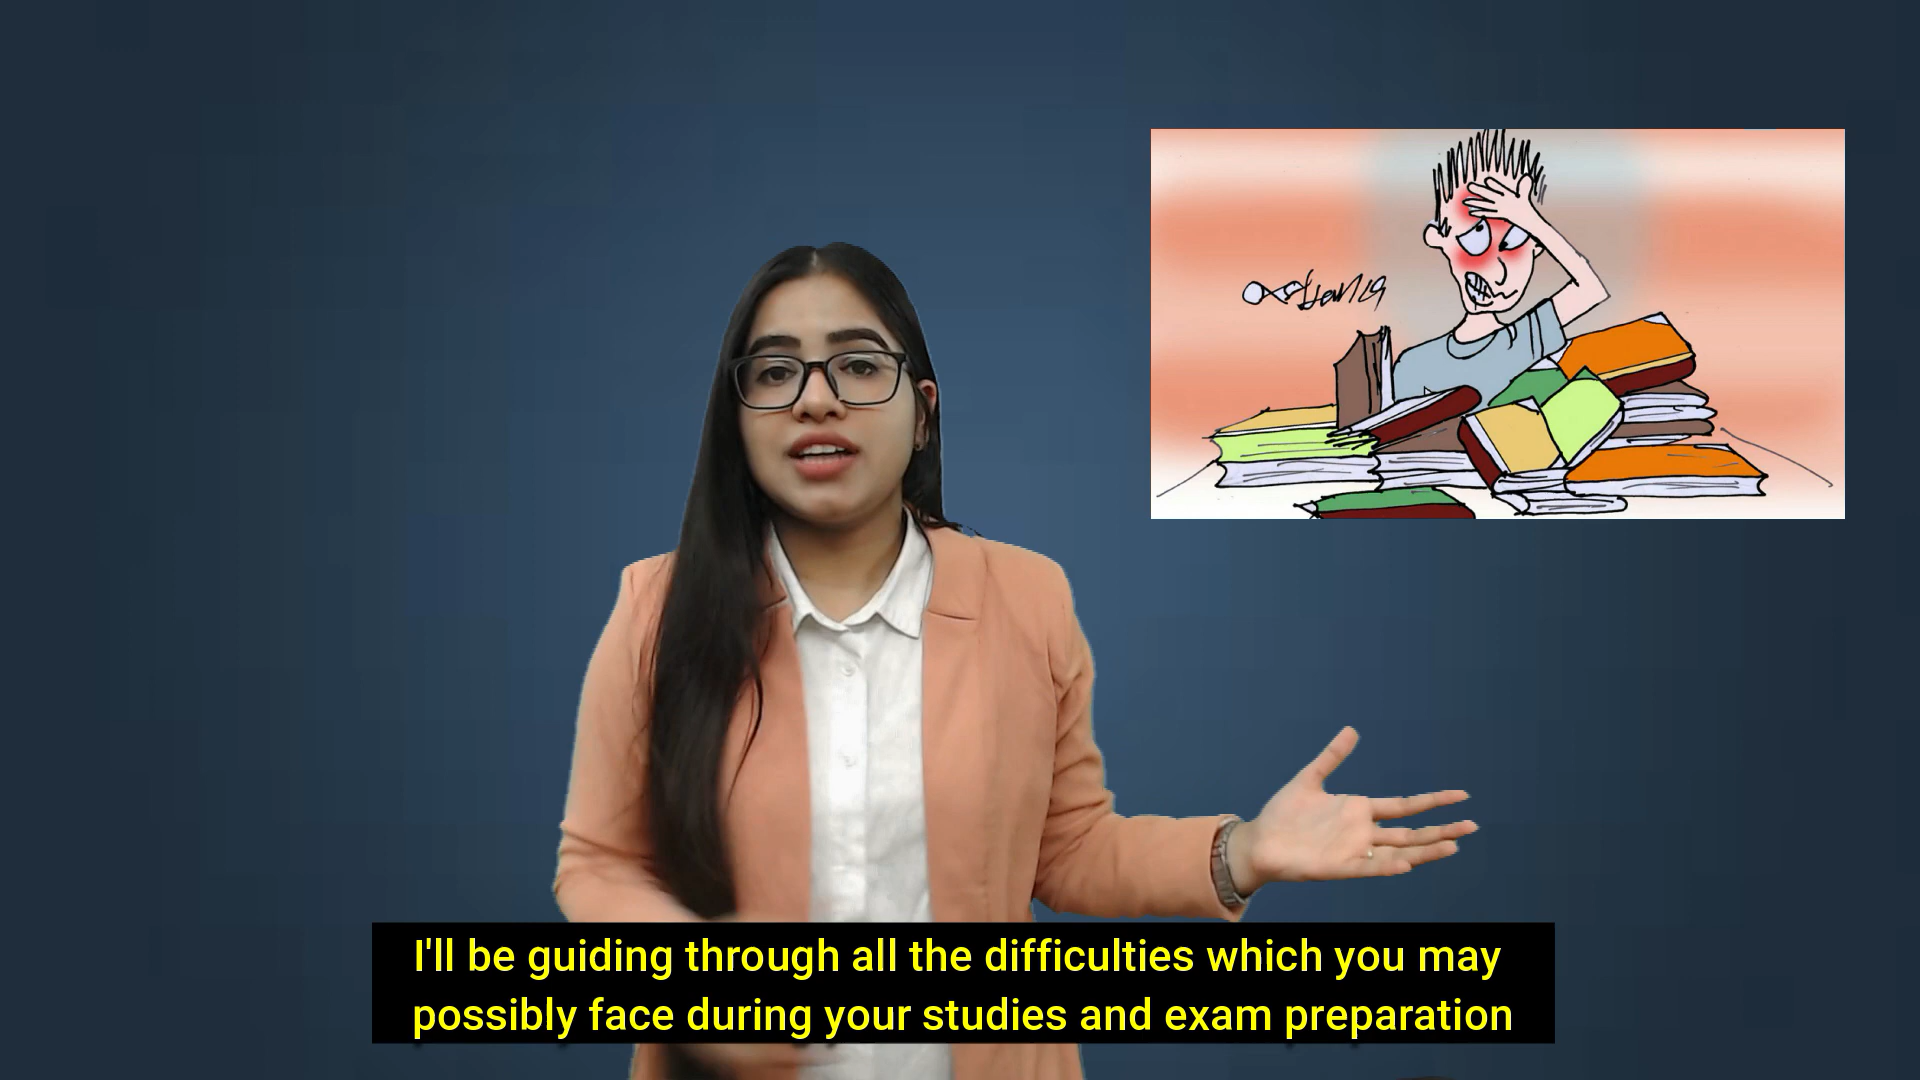 I'll be guiding through all the difficulties which you may
possibly face during your studies and exam preparation